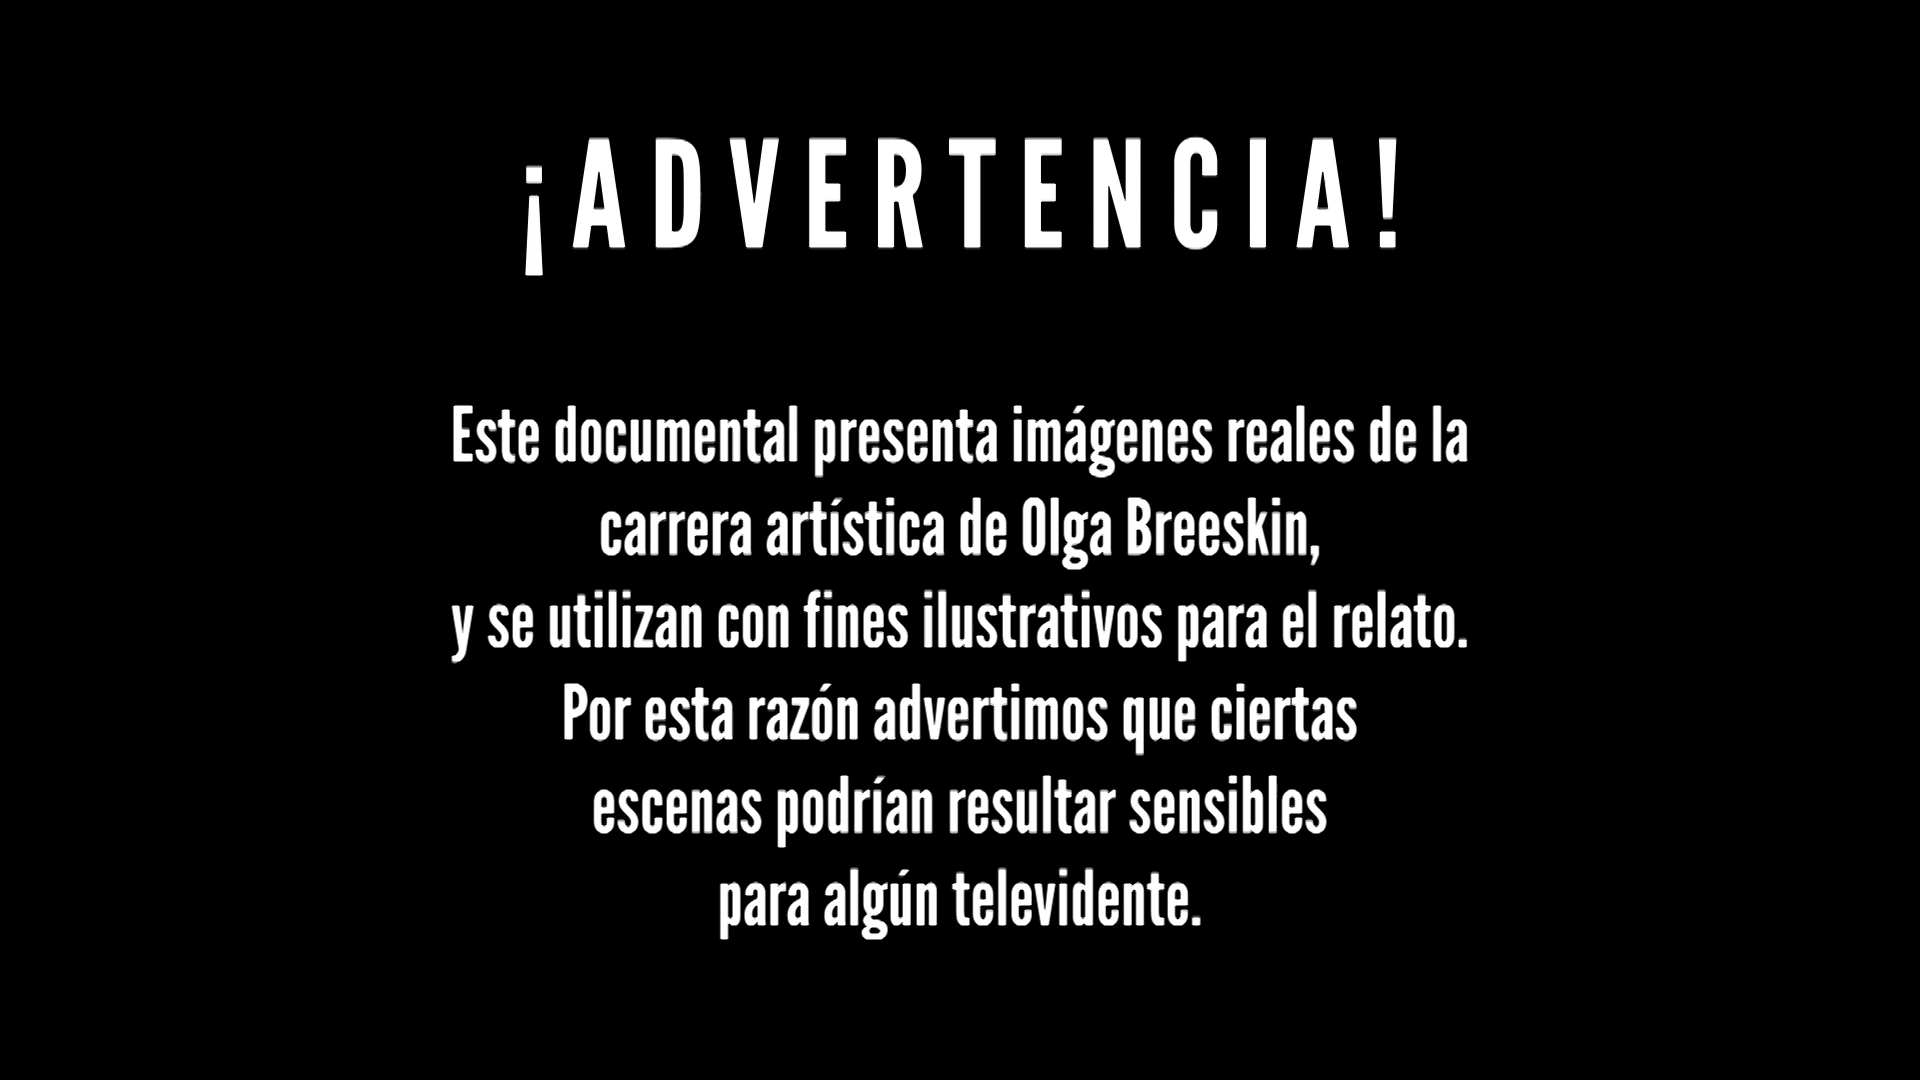 ¡ADVERTENCIA!
Este documental presenta imágenes reales de la
carrera artística de Olga Breeskin,
y se utilizan con fines ilustrativos para el relato.
Por esta razón advertimos que ciertas
escenas podrían resultar sensibles
para algún televidente.